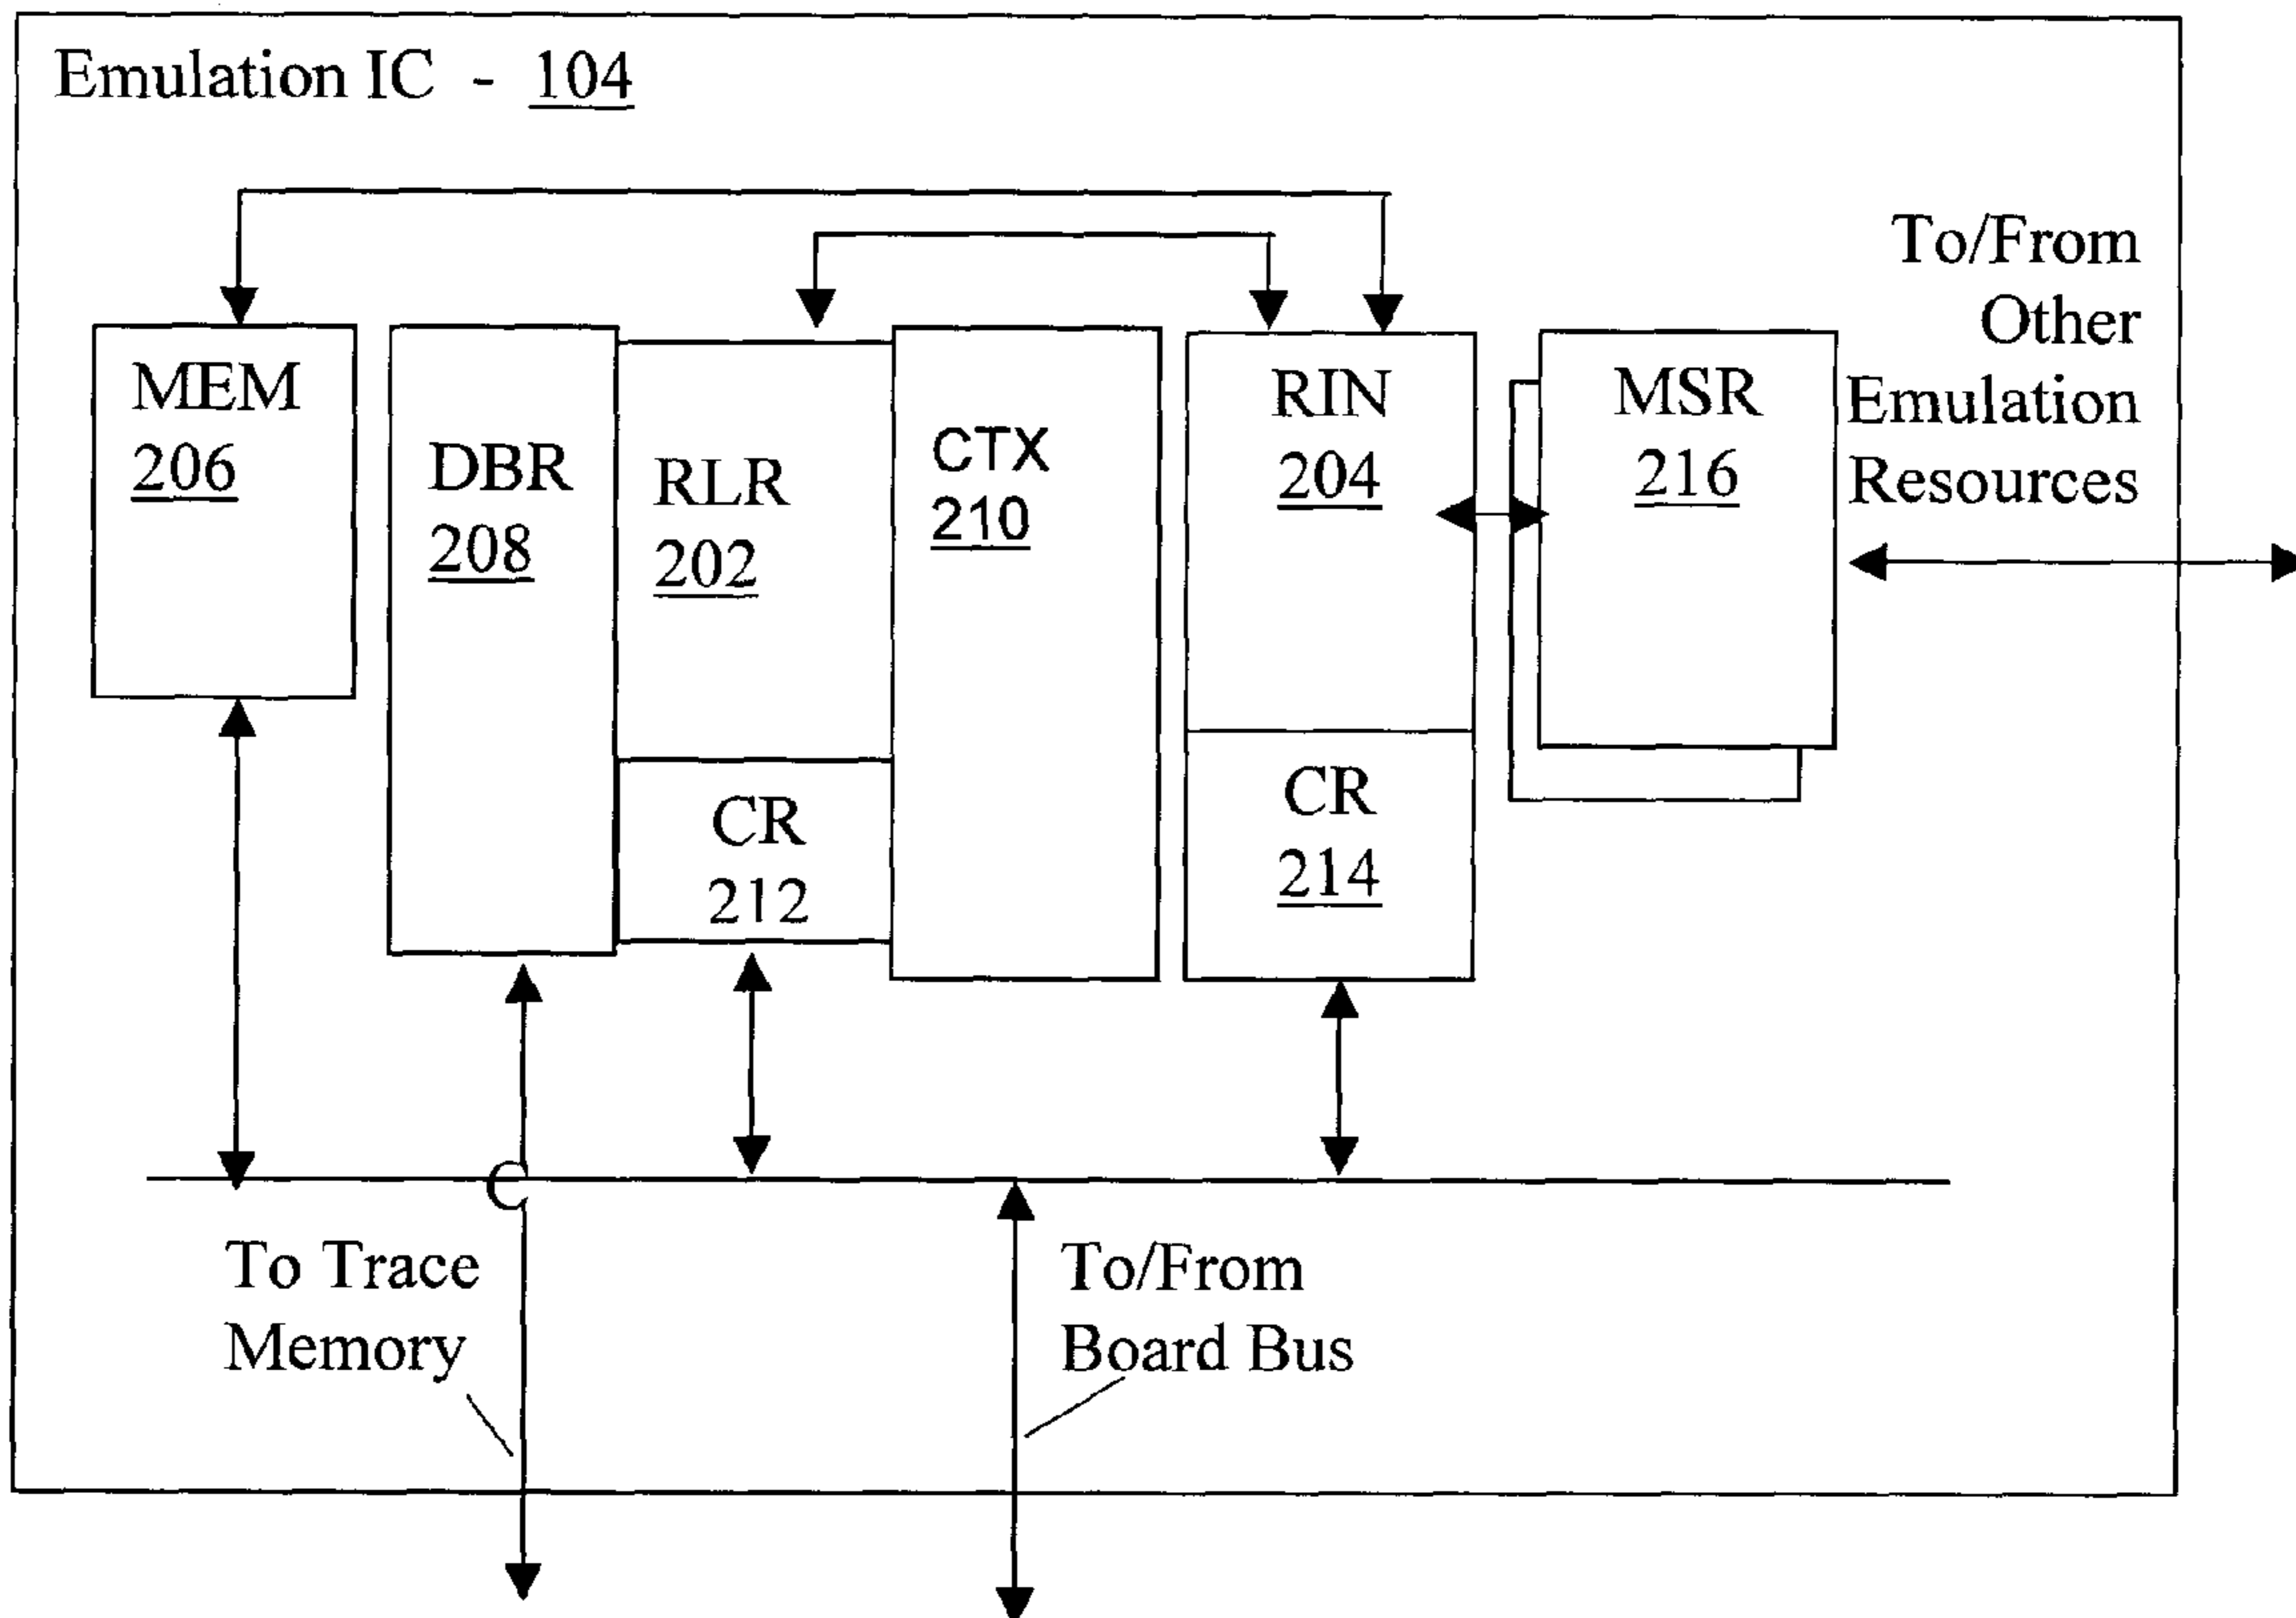 Emulation IC - 104
To/From
Other
Emulation
Resources
MEM
206
DBR
208
RLR
202
CTX
210
RIN
204
MSR
216
CR
212
CR
214
To Trace
Memory
To/From
Board Bus